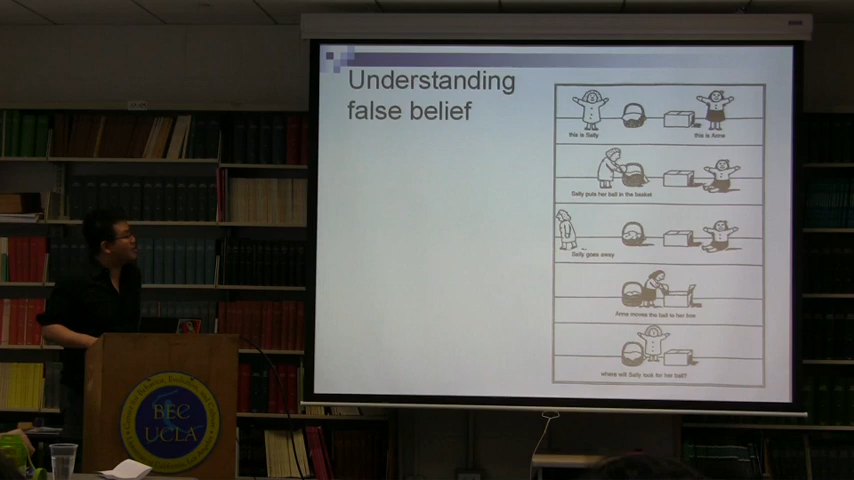 Understanding
false belief
this is Sally
this is Anne
Sally puts her ball in the basket
Sally goes away
Anne moves the ball to her box
where will Sally look for her ball?
BEC
UCLA